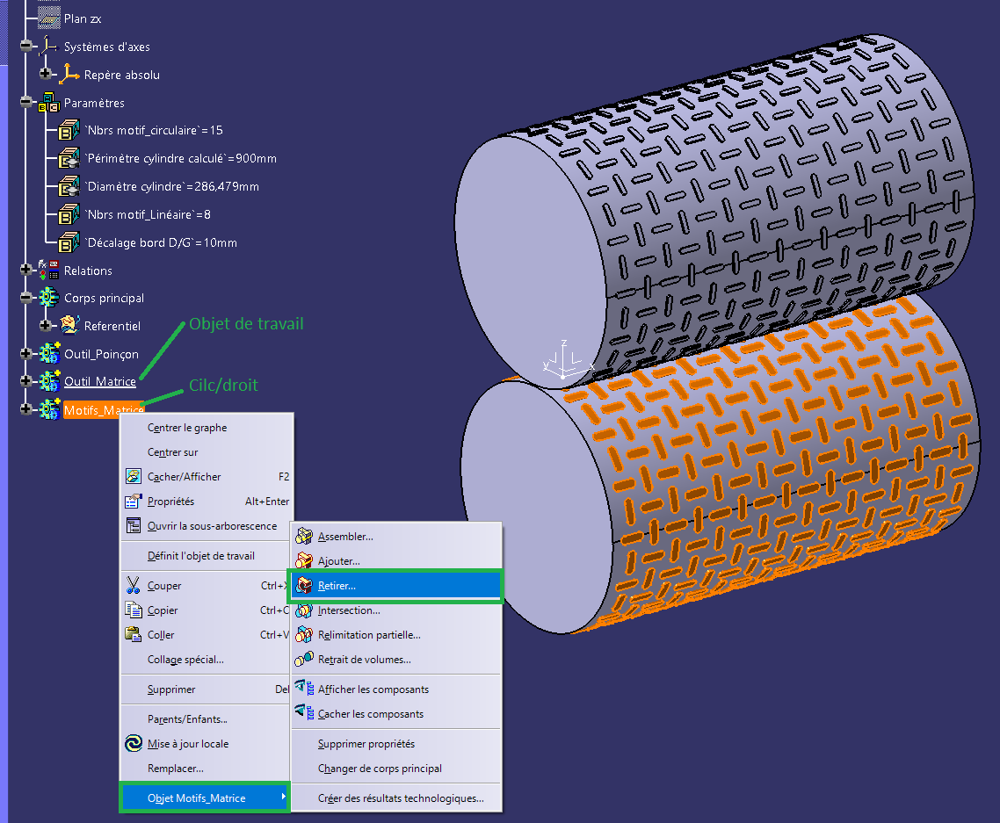 Plan zx
Systèmes d'axes
Repère absolu
Paramètres
`Nbrs motif_circulaire`=15
`Périmètre cylindre calculé`=900mm
`Diamètre cylindre`=286,479mm
`Nbrs motif_Linéaire`=8
`Décalage bord D/G`=10mm
Relations
Corps principal
Referentiel
Objet de travail
Outil_Poinçon
Outil_Matrice
Cilc/droit
Motifs_Matrice
Centrer le graphe
Centrer sur
Cacher/Afficher F2
Propriétés Alt+Enter
Ouvrir la sous-arborescence
Définit l'objet de travail
Couper Ctrl+X
Copier Ctrl+C
Coller Ctrl+V
Collage spécial...
Supprimer Del
Parents/Enfants...
Mise à jour locale
Remplacer...
Objet Motifs_Matrice
Assembler...
Ajouter...
Retirer...
Intersection...
Relimitation partielle...
Retrait de volumes...
Afficher les composants
Cacher les composants
Supprimer propriétés
Changer de corps principal
Créer des résultats technologiques...
z
y
x